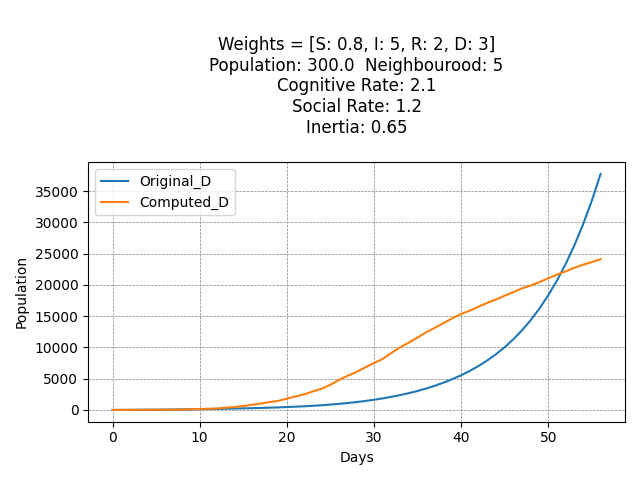 Weights = [S: 0.8, I: 5, R: 2, D: 3]
Population: 300.0  Neighbourood: 5
Cognitive Rate: 2.1
Social Rate: 1.2
Inertia: 0.65
Original_D
Computed_D
35000
30000
25000
20000
15000
10000
5000
0
Population
0 10 20 30 40 50
Days